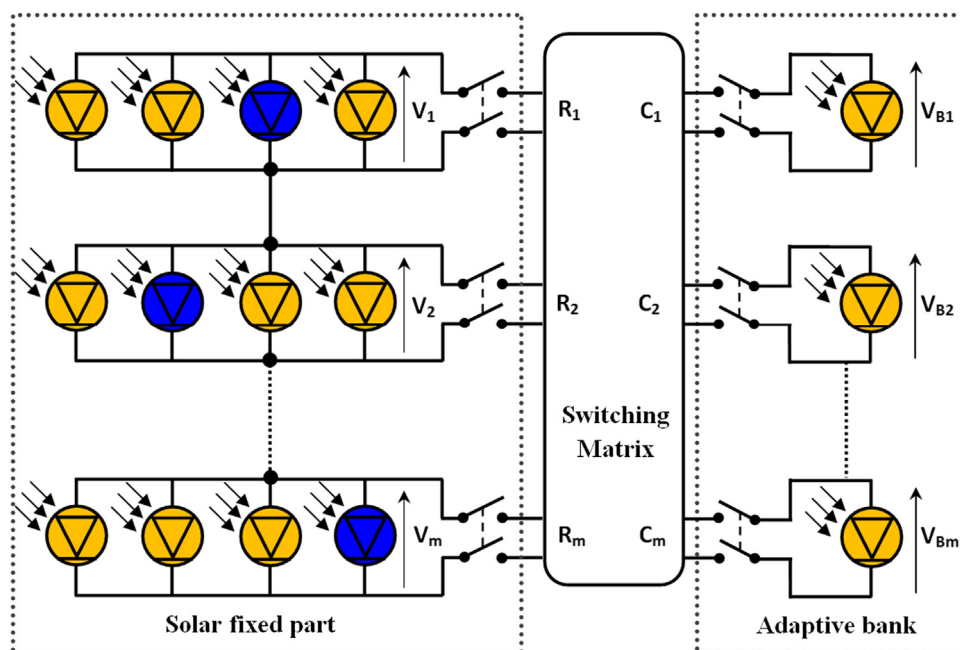 V1
R1
C1
VB1
V2
R2
C2
VB2
Switching
Matrix
Vm
Rm
Cm
VBm
Solar fixed part
Adaptive bank